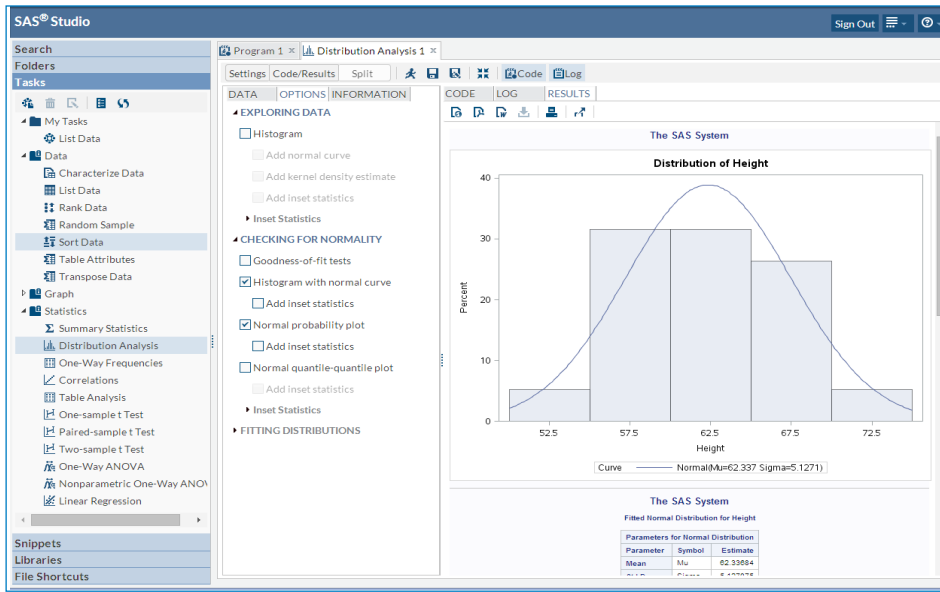 SAS® Studio
Sign Out
Search
Folders
Tasks
My Tasks
List Data
Data
Characterize Data
List Data
Rank Data
Random Sample
Sort Data
Table Attributes
Transpose Data
Graph
Statistics
Summary Statistics
Distribution Analysis
One-Way Frequencies
Correlations
Table Analysis
One-sample t Test
Paired-sample t Test
Two-sample t Test
One-Way ANOVA
Nonparametric One-Way ANOV
Linear Regression
Snippets
Libraries
File Shortcuts
Program 1 × Distribution Analysis 1 ×
Settings Code/Results Split Code Log
DATA OPTIONS INFORMATION
EXPLORING DATA
Histogram
Add normal curve
Add kernel density estimate
Add inset statistics
Inset Statistics
CHECKING FOR NORMALITY
Goodness-of-fit tests
Histogram with normal curve
Add inset statistics
Normal probability plot
Add inset statistics
Normal quantile-quantile plot
Add inset statistics
Inset Statistics
FITTING DISTRIBUTIONS
CODE LOG RESULTS
The SAS System
Distribution of Height
40
30
20
10
0
Percent
52.5 57.5 62.5 67.5 72.5
Height
Curve Normal(Mu=62.337 Sigma=5.1271)
The SAS System
Fitted Normal Distribution for Height
Parameters for Normal Distribution
Parameter Symbol Estimate
Mean Mu 62.33684